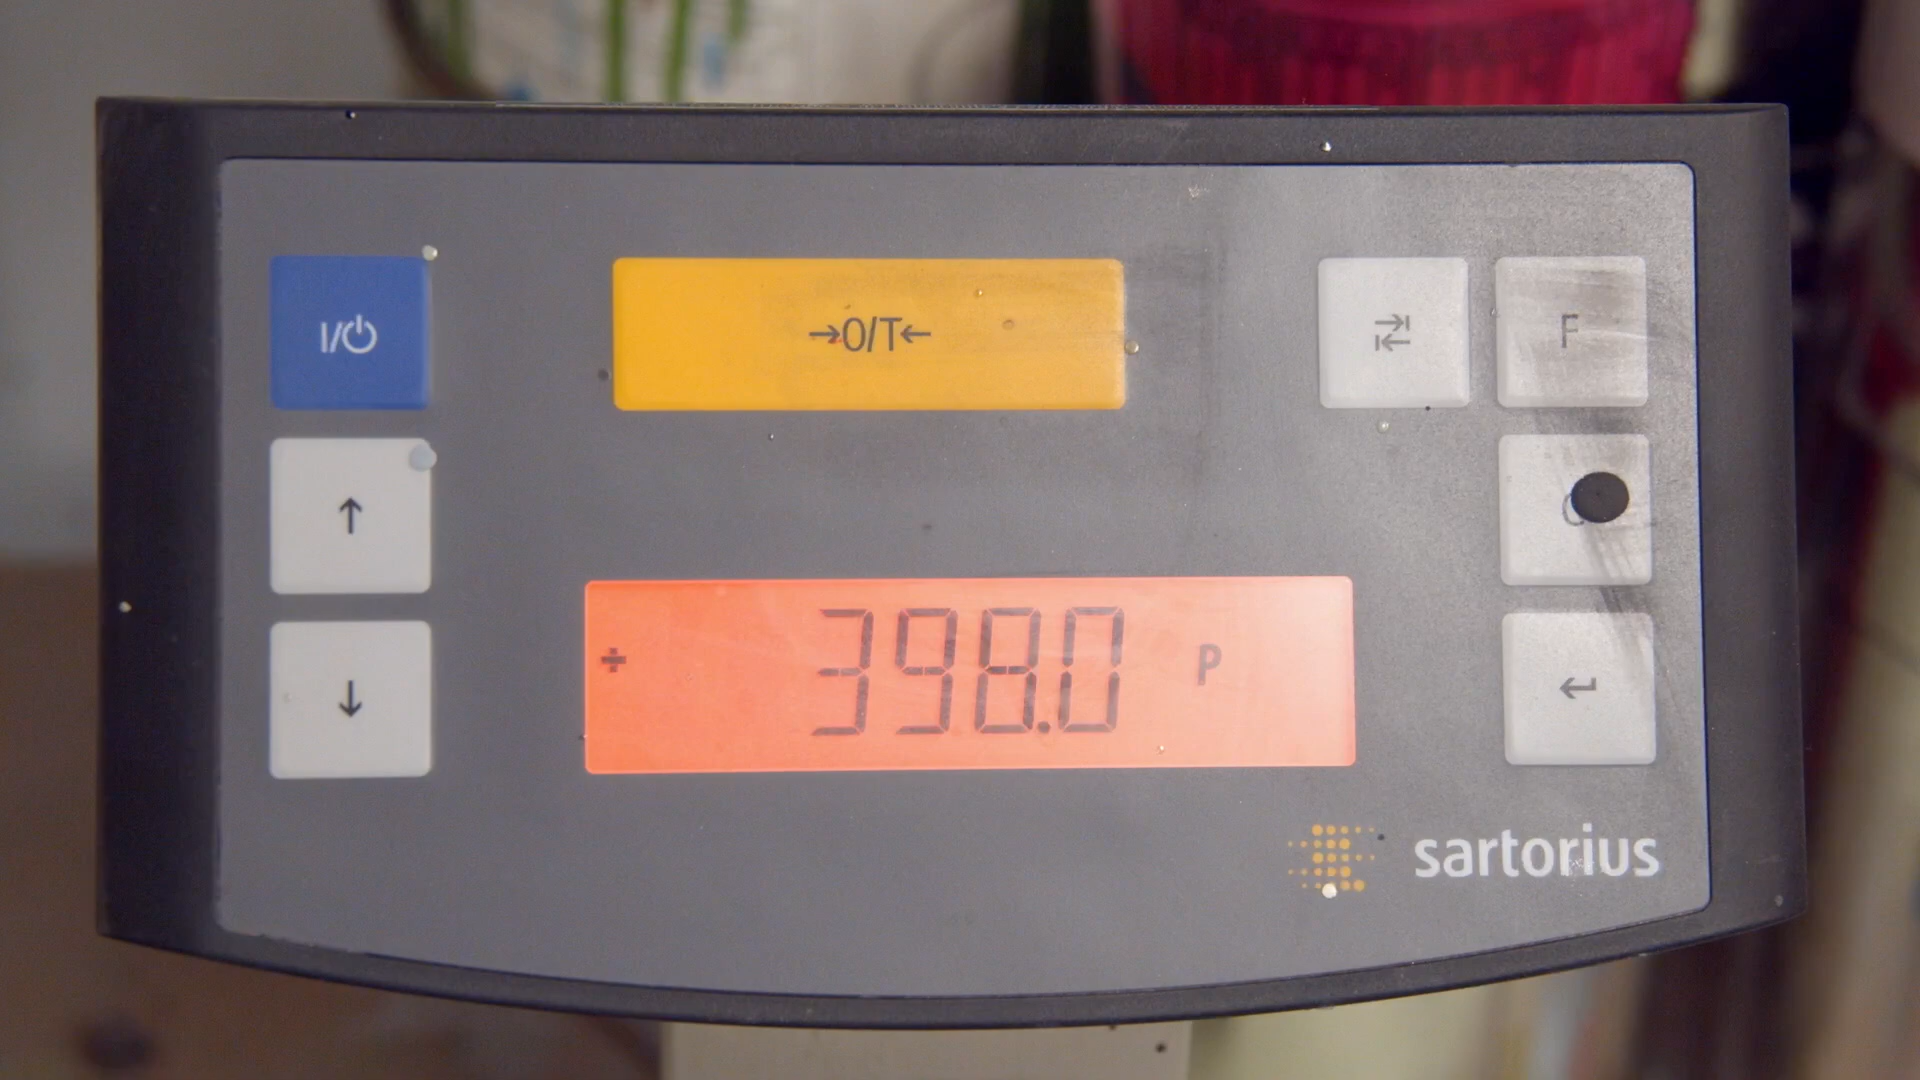 I/⏻
→0/T←
F
C
+ 398.0 P
sartorius